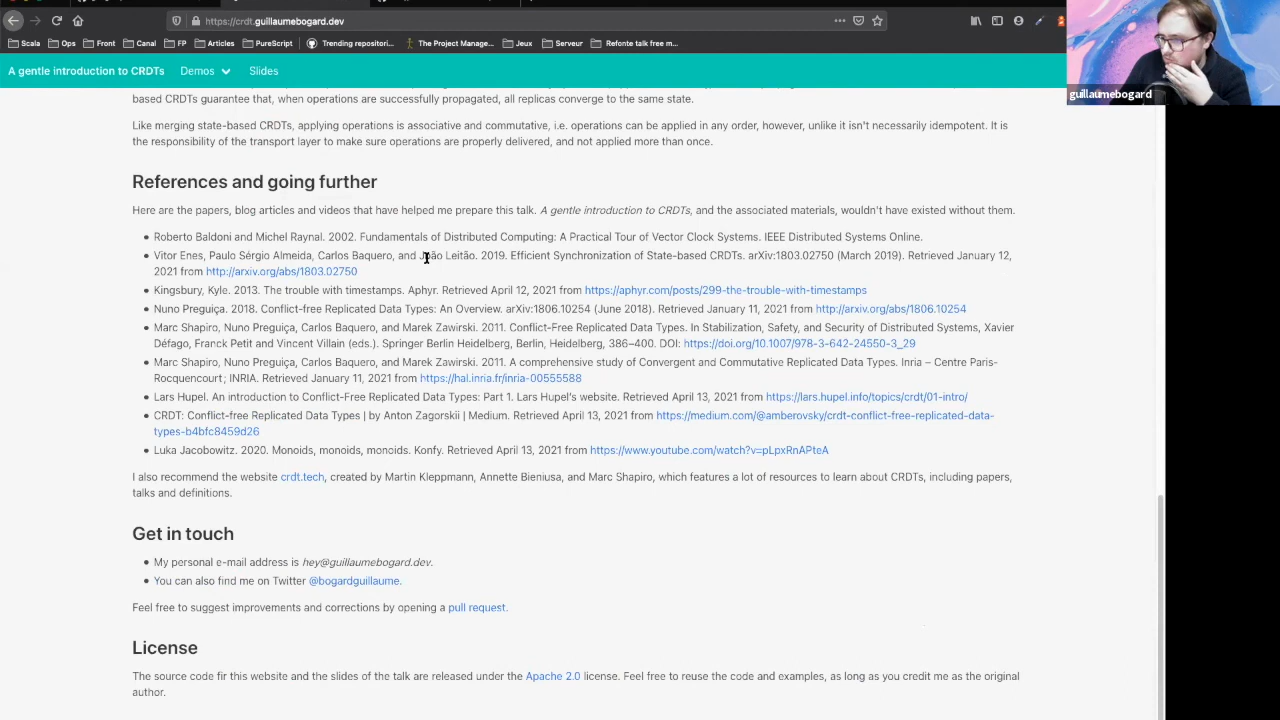 https://crdt.guillaumebogard.dev
Scala Ops Front Canal FP Articles PureScript Trending repositori... The Project Manage... Jeux Serveur Refonte talk free m...
guillaumebogard
A gentle introduction to CRDTs Demos Slides
based CRDTs guarantee that, when operations are successfully propagated, all replicas converge to the same state.
Like merging state-based CRDTs, applying operations is associative and commutative, i.e. operations can be applied in any order, however, unlike it isn't necessarily idempotent. It is
the responsibility of the transport layer to make sure operations are properly delivered, and not applied more than once.
References and going further
Here are the papers, blog articles and videos that have helped me prepare this talk. A gentle introduction to CRDTs, and the associated materials, wouldn't have existed without them.
Roberto Baldoni and Michel Raynal. 2002. Fundamentals of Distributed Computing: A Practical Tour of Vector Clock Systems. IEEE Distributed Systems Online.
Vitor Enes, Paulo Sérgio Almeida, Carlos Baquero, and João Leitão. 2019. Efficient Synchronization of State-based CRDTs. arXiv:1803.02750 (March 2019). Retrieved January 12,
2021 from http://arxiv.org/abs/1803.02750
Kingsbury, Kyle. 2013. The trouble with timestamps. Aphyr. Retrieved April 12, 2021 from https://aphyr.com/posts/299-the-trouble-with-timestamps
Nuno Preguiça. 2018. Conflict-free Replicated Data Types: An Overview. arXiv:1806.10254 (June 2018). Retrieved January 11, 2021 from http://arxiv.org/abs/1806.10254
Marc Shapiro, Nuno Preguiça, Carlos Baquero, and Marek Zawirski. 2011. Conflict-Free Replicated Data Types. In Stabilization, Safety, and Security of Distributed Systems, Xavier
Défago, Franck Petit and Vincent Villain (eds.). Springer Berlin Heidelberg, Berlin, Heidelberg, 386–400. DOI: https://doi.org/10.1007/978-3-642-24550-3_29
Marc Shapiro, Nuno Preguiça, Carlos Baquero, and Marek Zawirski. 2011. A comprehensive study of Convergent and Commutative Replicated Data Types. Inria – Centre Paris-
Rocquencourt; INRIA. Retrieved January 11, 2021 from https://hal.inria.fr/inria-00555588
Lars Hupel. An introduction to Conflict-Free Replicated Data Types: Part 1. Lars Hupel's website. Retrieved April 13, 2021 from https://lars.hupel.info/topics/crdt/01-intro/
CRDT: Conflict-free Replicated Data Types | by Anton Zagorskii | Medium. Retrieved April 13, 2021 from https://medium.com/@amberovsky/crdt-conflict-free-replicated-data-
types-b4bfc8459d26
Luka Jacobowitz. 2020. Monoids, monoids, monoids. Konfy. Retrieved April 13, 2021 from https://www.youtube.com/watch?v=pLpxRnAPteA
I also recommend the website crdt.tech, created by Martin Kleppmann, Annette Bieniusa, and Marc Shapiro, which features a lot of resources to learn about CRDTs, including papers,
talks and definitions.
Get in touch
My personal e-mail address is hey@guillaumebogard.dev.
You can also find me on Twitter @bogardguillaume.
Feel free to suggest improvements and corrections by opening a pull request.
License
The source code fir this website and the slides of the talk are released under the Apache 2.0 license. Feel free to reuse the code and examples, as long as you credit me as the original
author.